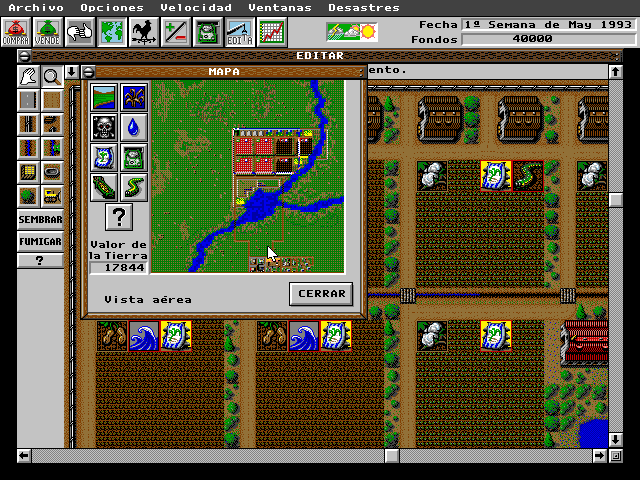 Archivo Opciones Velocidad Ventanas Desastres
COMPRA VENDE EDITA
Fecha 1ª Semana de May 1993
Fondos 40000
EDITAR
MAPA
ento.
SEMBRAR
FUMIGAR
?
?
Valor de
la Tierra
17844
Vista aérea
CERRAR